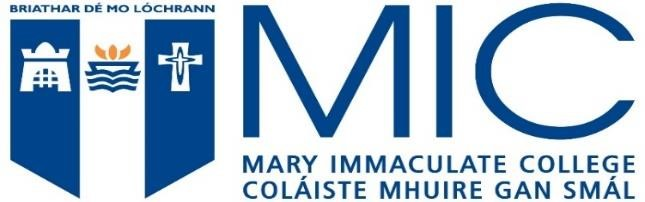 BRIATHAR DÉ MO LÓCHRANN
MIC
MARY IMMACULATE COLLEGE
COLÁISTE MHUIRE GAN SMÁL